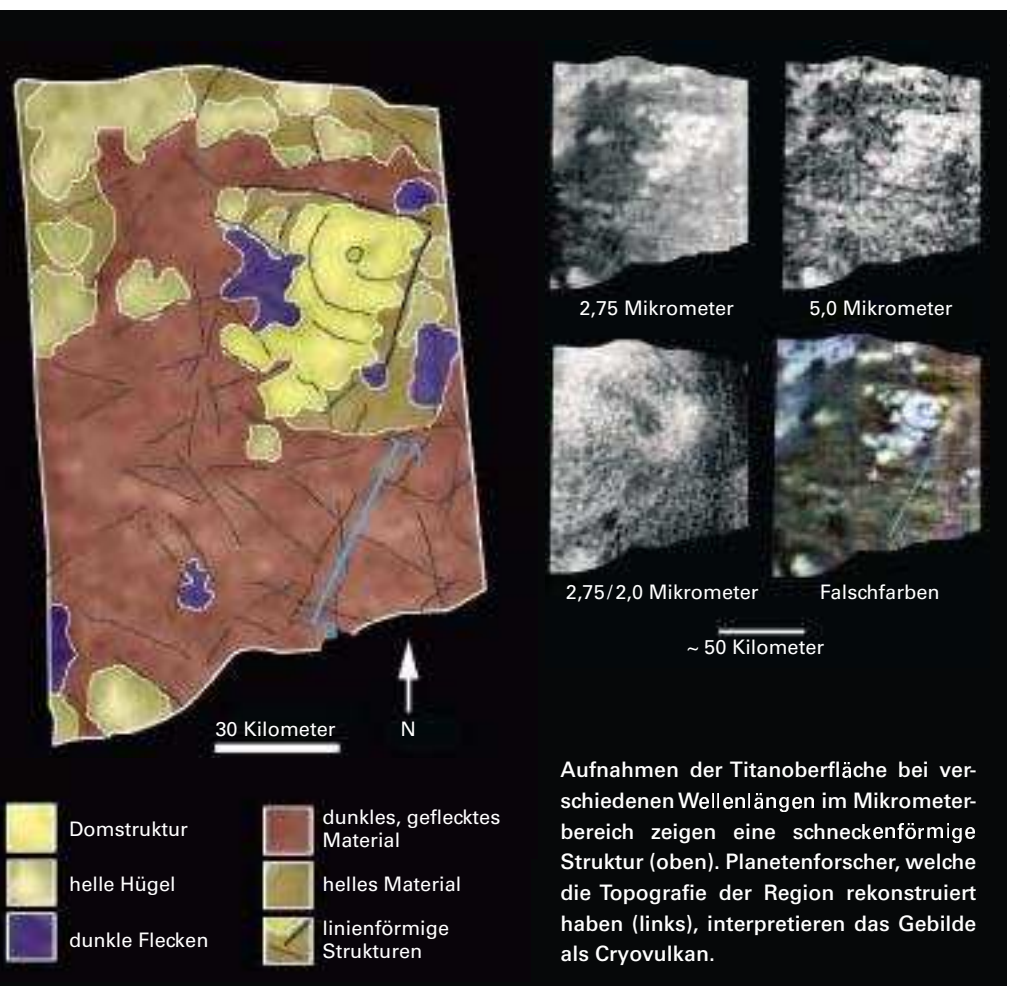 2,75 Mikrometer
5,0 Mikrometer
2,75/2,0 Mikrometer
Falschfarben
~ 50 Kilometer
30 Kilometer
N
Domstruktur
helle Hügel
dunkle Flecken
dunkles, geflecktes
Material
helles Material
linienförmige
Strukturen
Aufnahmen der Titanoberfläche bei ver-
schiedenen Wellenlängen im Mikrometer-
bereich zeigen eine schneckenförmige
Struktur (oben). Planetenforscher, welche
die Topografie der Region rekonstruiert
haben (links), interpretieren das Gebilde
als Cryovulkan.